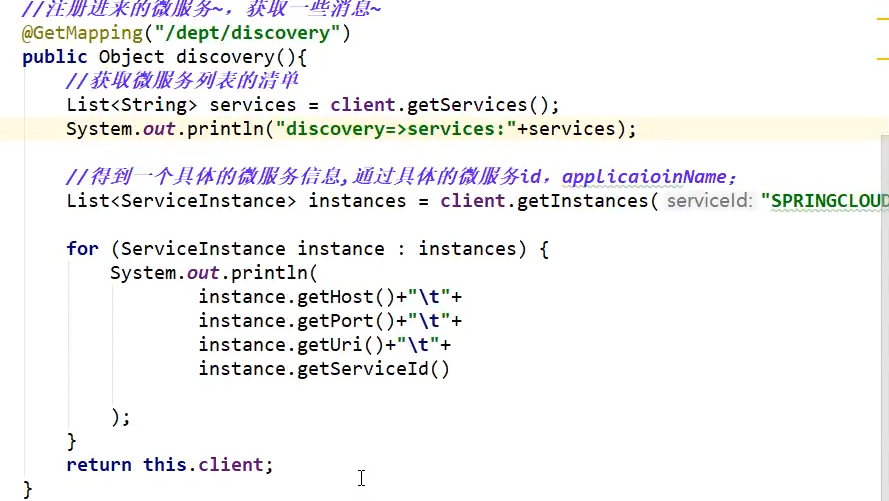 //注册进来的微服务~，获取一些消息~
@GetMapping("/dept/discovery")
public Object discovery(){
//获取微服务列表的清单
List<String> services = client.getServices();
System.out.println("discovery=>services:"+services);
//得到一个具体的微服务信息,通过具体的微服务id，applicaioinName；
List<ServiceInstance> instances = client.getInstances( serviceId: "SPRINGCLOUD
for (ServiceInstance instance : instances) {
System.out.println(
instance.getHost()+"\t"+
instance.getPort()+"\t"+
instance.getUri()+"\t"+
instance.getServiceId()
);
}
return this.client;
}